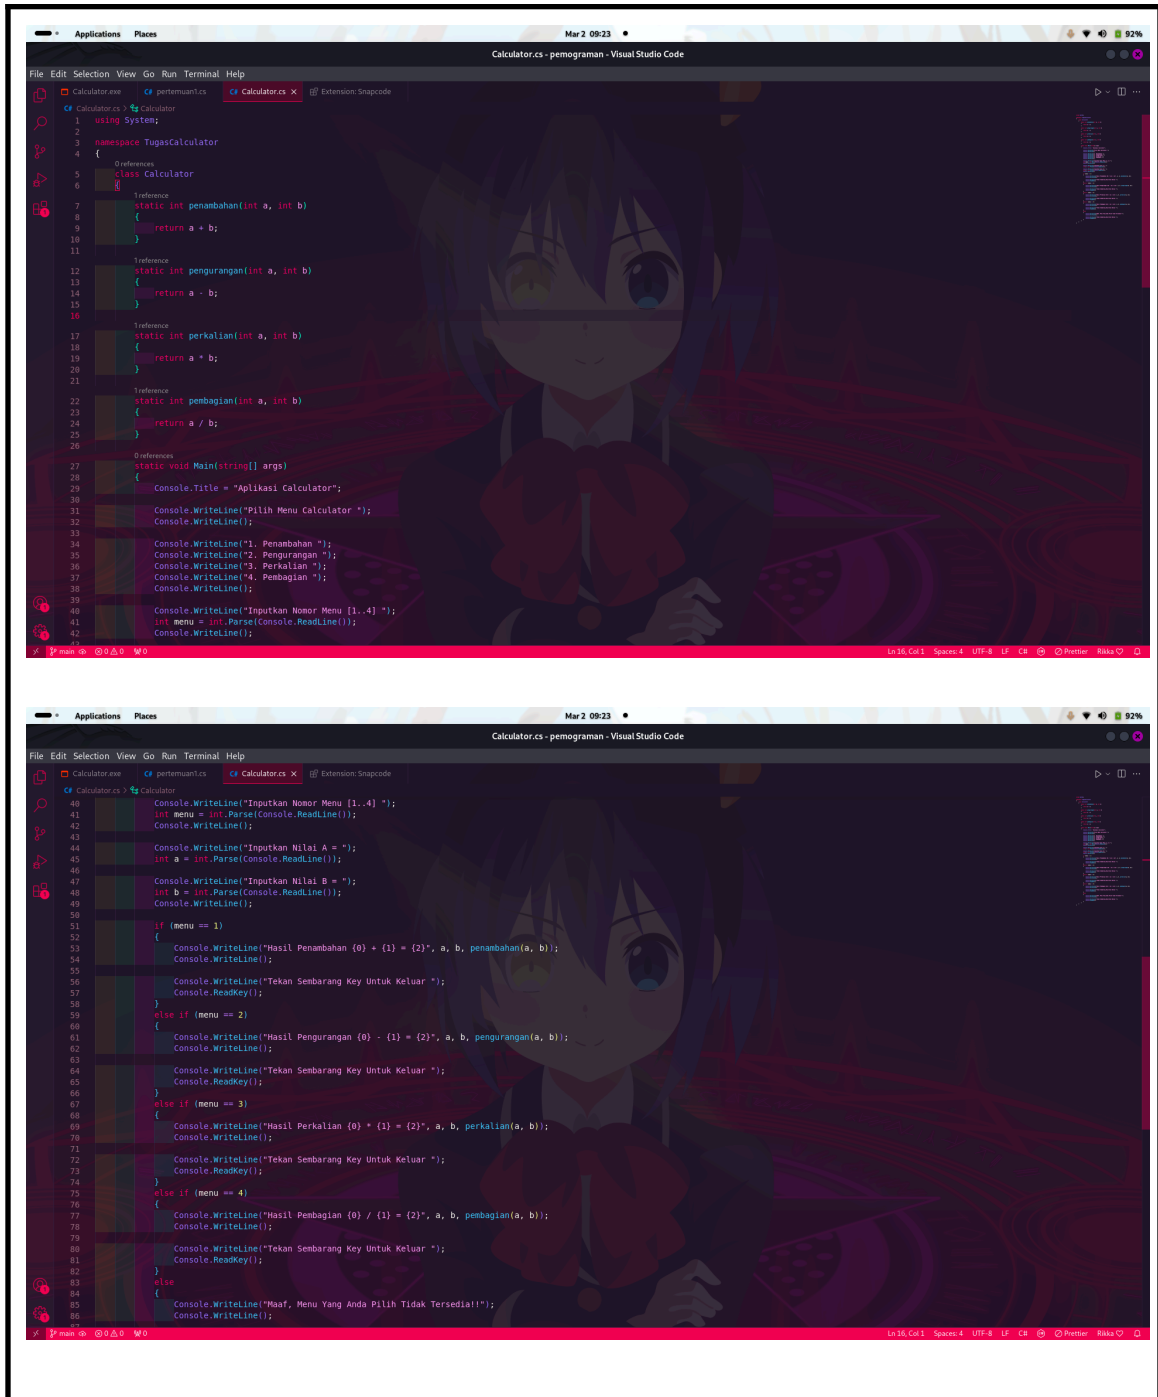 Applications Places Mar 2 09:23 92%
Calculator.cs - pemograman - Visual Studio Code
File Edit Selection View Go Run Terminal Help
Calculator.exe C# pertemuan1.cs C# Calculator.cs × Extension: Snapcode
C# Calculator.cs > Calculator
1 using System;
2
3 namespace TugasCalculator
4 {
0 references
5 class Calculator
6 {
1 reference
7 static int penambahan(int a, int b)
8 {
9 return a + b;
10 }
11
1 reference
12 static int pengurangan(int a, int b)
13 {
14 return a - b;
15 }
16
1 reference
17 static int perkalian(int a, int b)
18 {
19 return a * b;
20 }
21
1 reference
22 static int pembagian(int a, int b)
23 {
24 return a / b;
25 }
26
0 references
27 static void Main(string[] args)
28 {
29 Console.Title = "Aplikasi Calculator";
30
31 Console.WriteLine("Pilih Menu Calculator ");
32 Console.WriteLine();
33
34 Console.WriteLine("1. Penambahan ");
35 Console.WriteLine("2. Pengurangan ");
36 Console.WriteLine("3. Perkalian ");
37 Console.WriteLine("4. Pembagian ");
38 Console.WriteLine();
39
40 Console.WriteLine("Inputkan Nomor Menu [1..4] ");
41 int menu = int.Parse(Console.ReadLine());
42 Console.WriteLine();
43
main 0 0 0 Ln 16, Col 1 Spaces: 4 UTF-8 LF C# Prettier Rikka
Applications Places Mar 2 09:23 92%
Calculator.cs - pemograman - Visual Studio Code
File Edit Selection View Go Run Terminal Help
Calculator.exe C# pertemuan1.cs C# Calculator.cs × Extension: Snapcode
C# Calculator.cs > Calculator
40 Console.WriteLine("Inputkan Nomor Menu [1..4] ");
41 int menu = int.Parse(Console.ReadLine());
42 Console.WriteLine();
43
44 Console.WriteLine("Inputkan Nilai A = ");
45 int a = int.Parse(Console.ReadLine());
46
47 Console.WriteLine("Inputkan Nilai B = ");
48 int b = int.Parse(Console.ReadLine());
49 Console.WriteLine();
50
51 if (menu == 1)
52 {
53 Console.WriteLine("Hasil Penambahan {0} + {1} = {2}", a, b, penambahan(a, b));
54 Console.WriteLine();
55
56 Console.WriteLine("Tekan Sembarang Key Untuk Keluar ");
57 Console.ReadKey();
58 }
59 else if (menu == 2)
60 {
61 Console.WriteLine("Hasil Pengurangan {0} - {1} = {2}", a, b, pengurangan(a, b));
62 Console.WriteLine();
63
64 Console.WriteLine("Tekan Sembarang Key Untuk Keluar ");
65 Console.ReadKey();
66 }
67 else if (menu == 3)
68 {
69 Console.WriteLine("Hasil Perkalian {0} * {1} = {2}", a, b, perkalian(a, b));
70 Console.WriteLine();
71
72 Console.WriteLine("Tekan Sembarang Key Untuk Keluar ");
73 Console.ReadKey();
74 }
75 else if (menu == 4)
76 {
77 Console.WriteLine("Hasil Pembagian {0} / {1} = {2}", a, b, pembagian(a, b));
78 Console.WriteLine();
79
80 Console.WriteLine("Tekan Sembarang Key Untuk Keluar ");
81 Console.ReadKey();
82 }
83 else
84 {
85 Console.WriteLine("Maaf, Menu Yang Anda Pilih Tidak Tersedia!!");
86 Console.WriteLine();
87
main 0 0 0 Ln 16, Col 1 Spaces: 4 UTF-8 LF C# Prettier Rikka